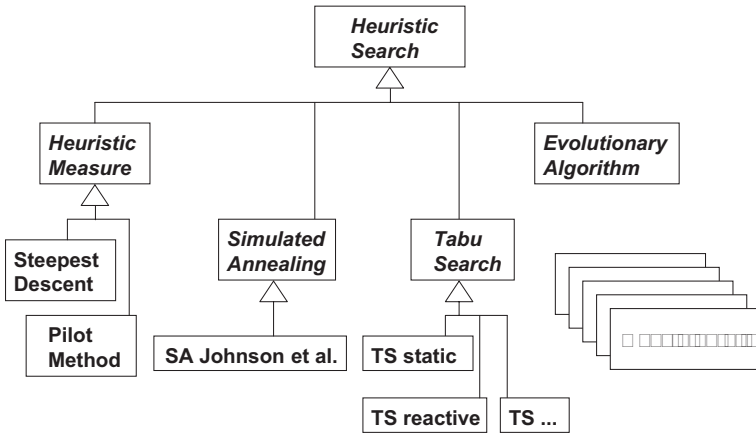 Heuristic
Search
Heuristic
Measure
Evolutionary
Algorithm
Simulated
Annealing
Tabu
Search
Steepest
Descent
Pilot
Method
SA Johnson et al.
TS static
TS reactive
TS ...